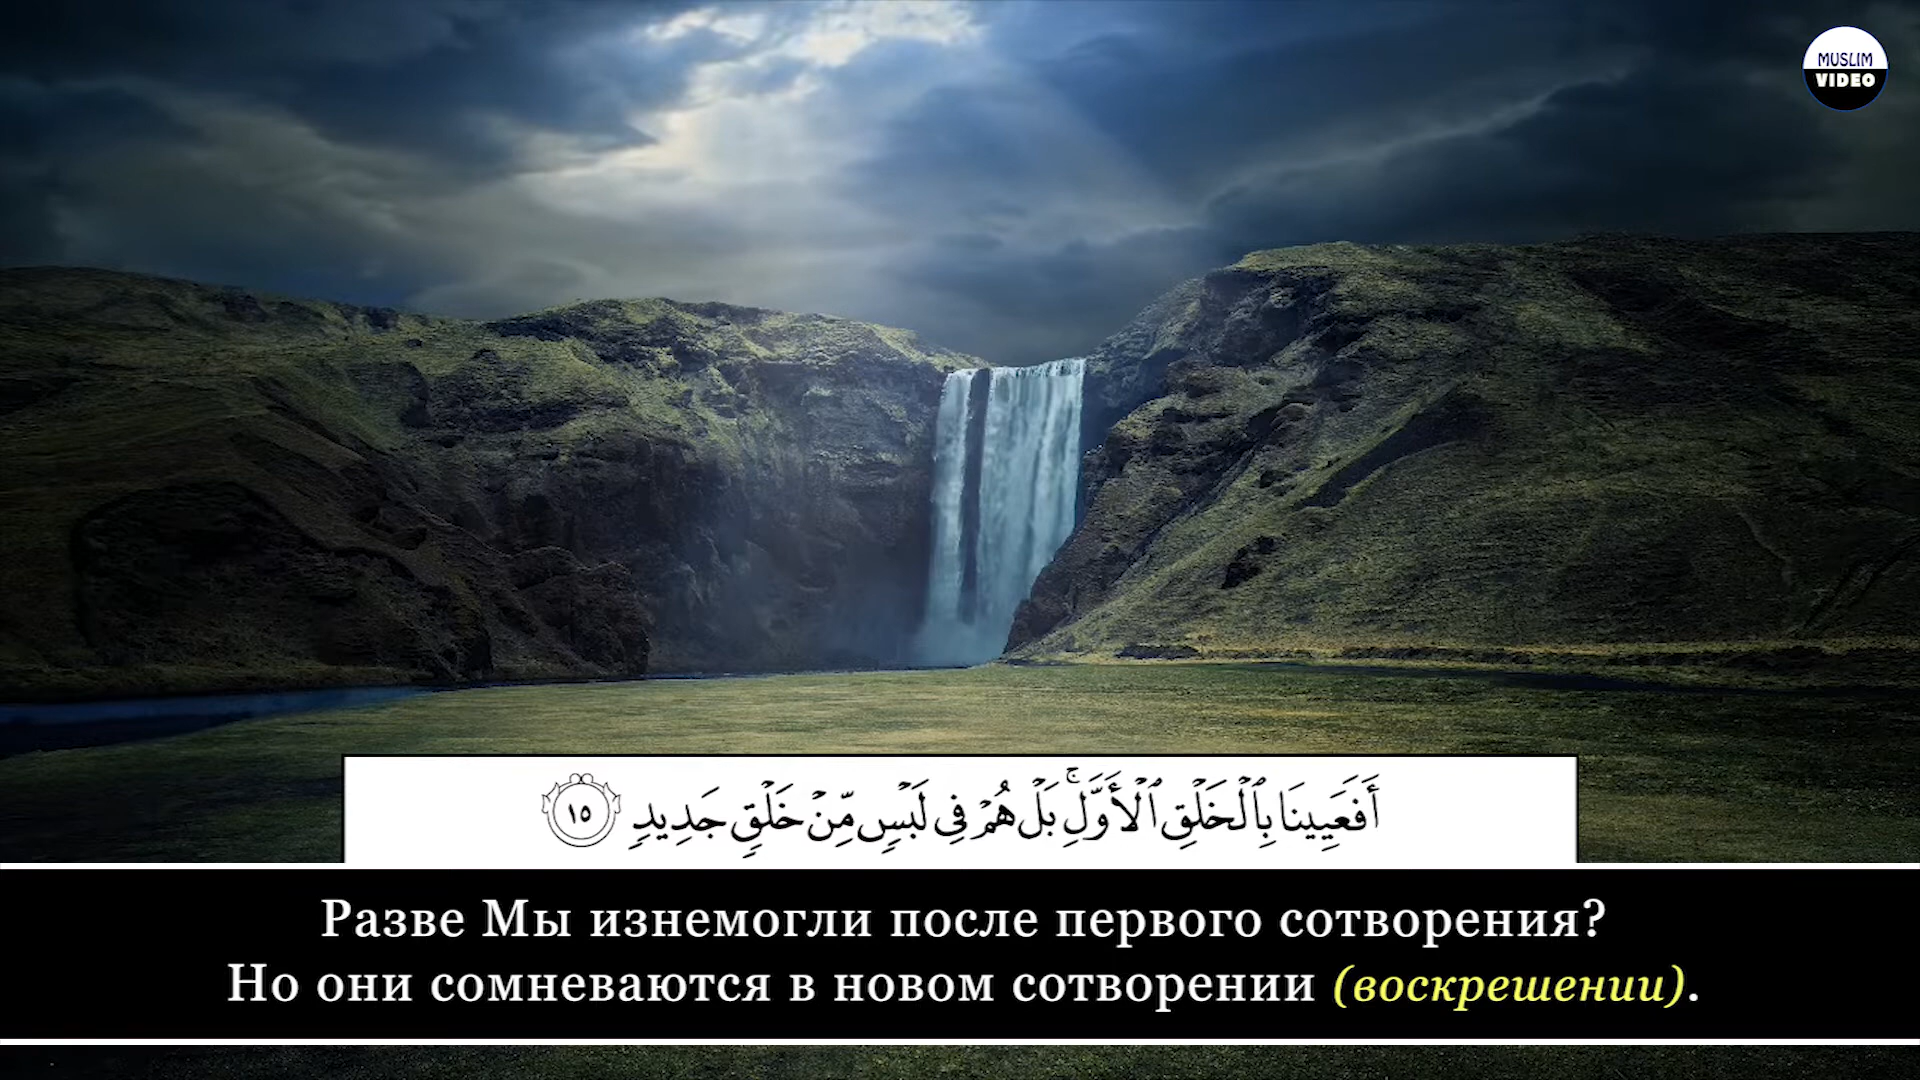 MUSLIM
VIDEO
أَفَعَيِينَا بِٱلْخَلْقِ ٱلْأَوَّلِۚ بَلْ هُمْ فِى لَبْسٍ مِّنْ خَلْقٍ جَدِيدٍ ١٥
Разве Мы изнемогли после первого сотворения?
Но они сомневаются в новом сотворении (воскрешении).